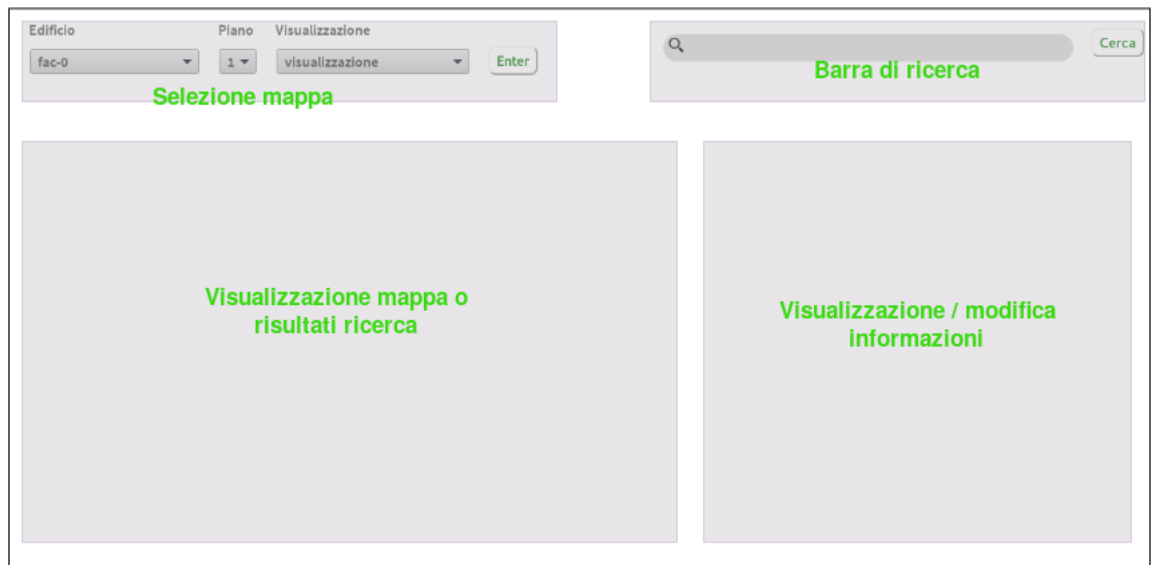 Edificio Piano Visualizzazione
fac-0 1 visualizzazione Enter
Selezione mappa
Cerca
Barra di ricerca
Visualizzazione mappa o
risultati ricerca
Visualizzazione / modifica
informazioni